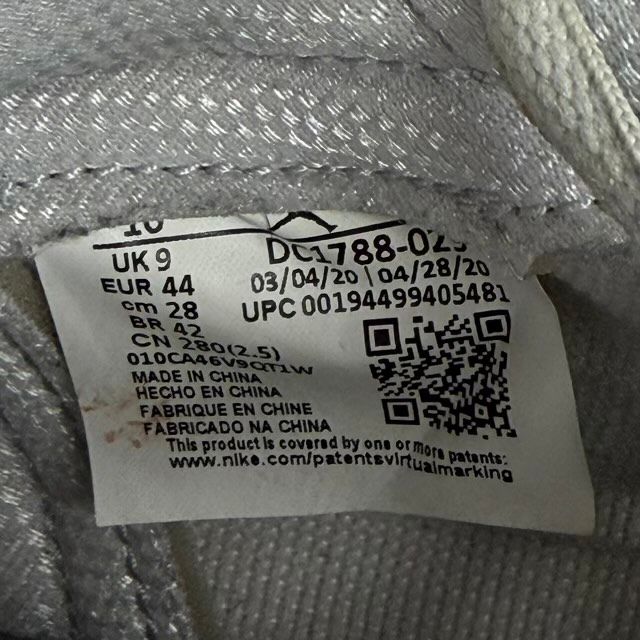 10
UK 9
EUR 44
cm 28
BR 42
CN 280(2.5)
010CA46V9QT1W
MADE IN CHINA
HECHO EN CHINA
FABRIQUE EN CHINE
FABRICADO NA CHINA
03/04/20 \ 04/28/20
UPC 00194499405481
This product is covered by one or more patents:
www.nike.com/patentsvirtualmarking